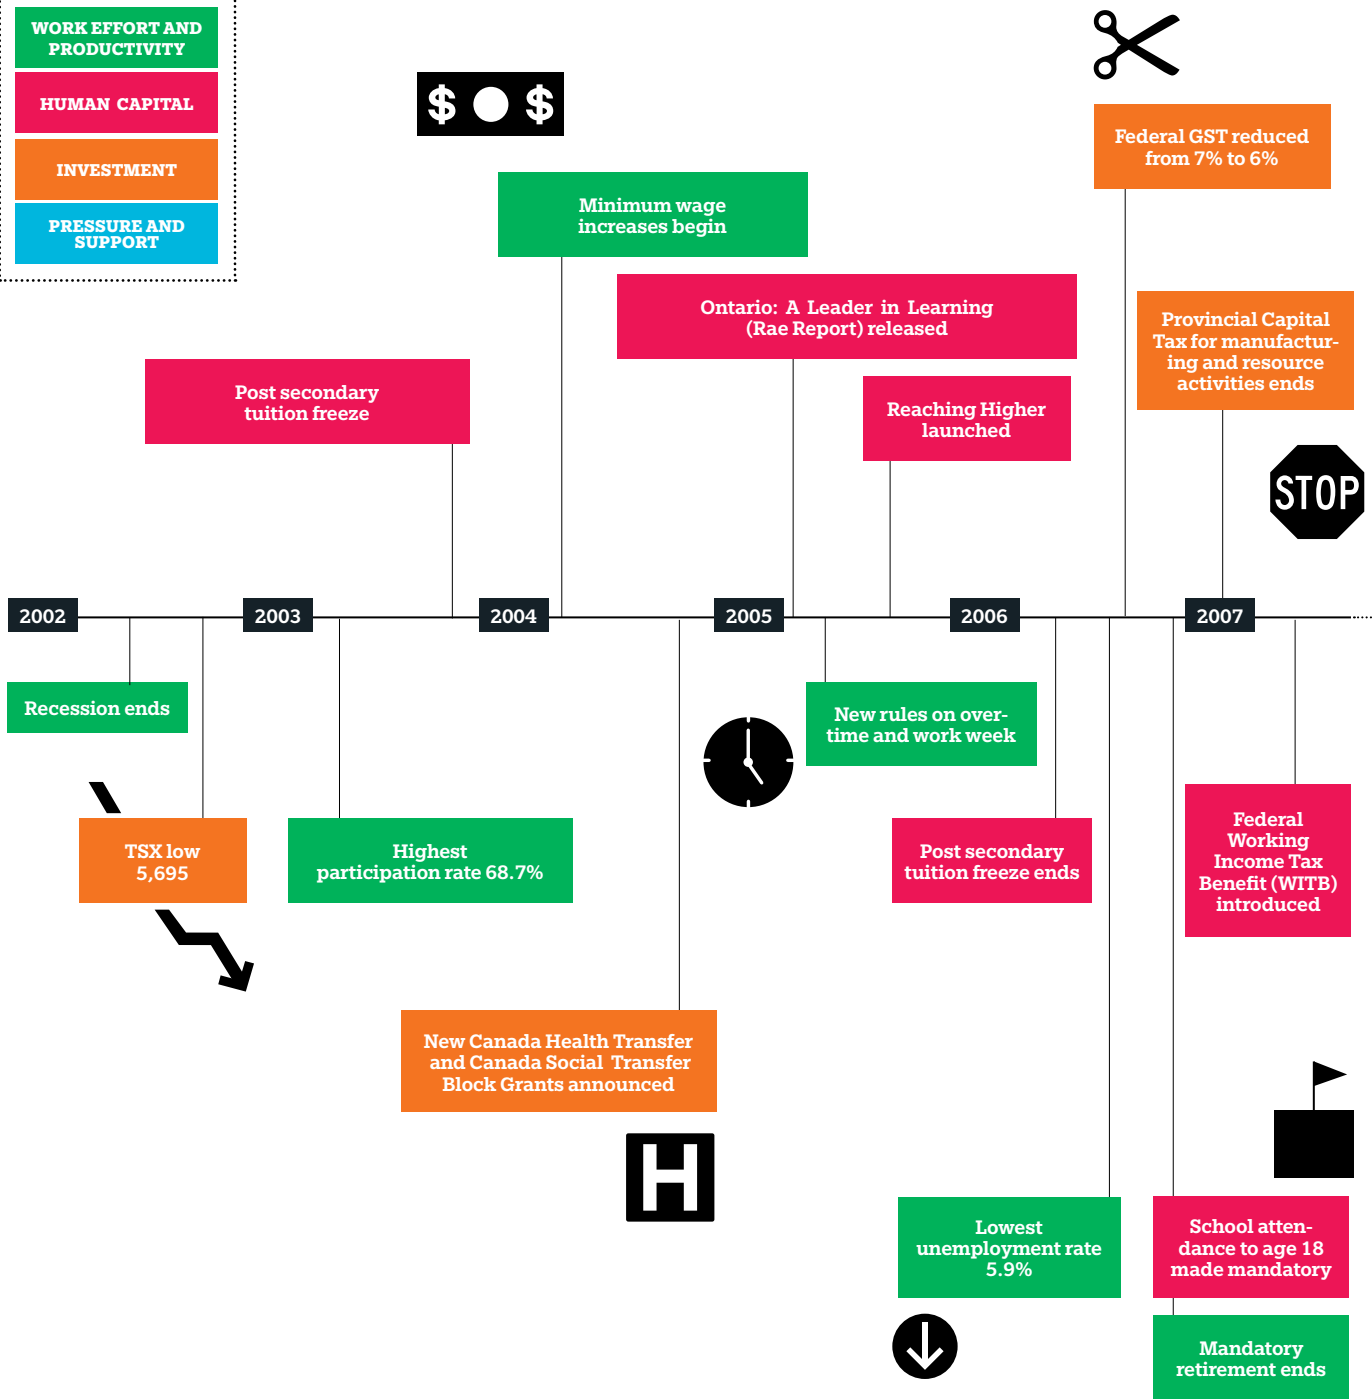 WORK EFFORT AND
PRODUCTIVITY
HUMAN CAPITAL
INVESTMENT
PRESSURE AND
SUPPORT
$ $
Federal GST reduced
from 7% to 6%
Minimum wage
increases begin
Ontario: A Leader in Learning
(Rae Report) released
Provincial Capital
Tax for manufactur-
ing and resource
activities ends
Post secondary
tuition freeze
Reaching Higher
launched
STOP
2002
2003
2004
2005
2006
2007
Recession ends
New rules on over-
time and work week
TSX low
5,695
Highest
participation rate 68.7%
Post secondary
tuition freeze ends
Federal
Working
Income Tax
Benefit (WITB)
introduced
New Canada Health Transfer
and Canada Social Transfer
Block Grants announced
H
Lowest
unemployment rate
5.9%
School atten-
dance to age 18
made mandatory
Mandatory
retirement ends